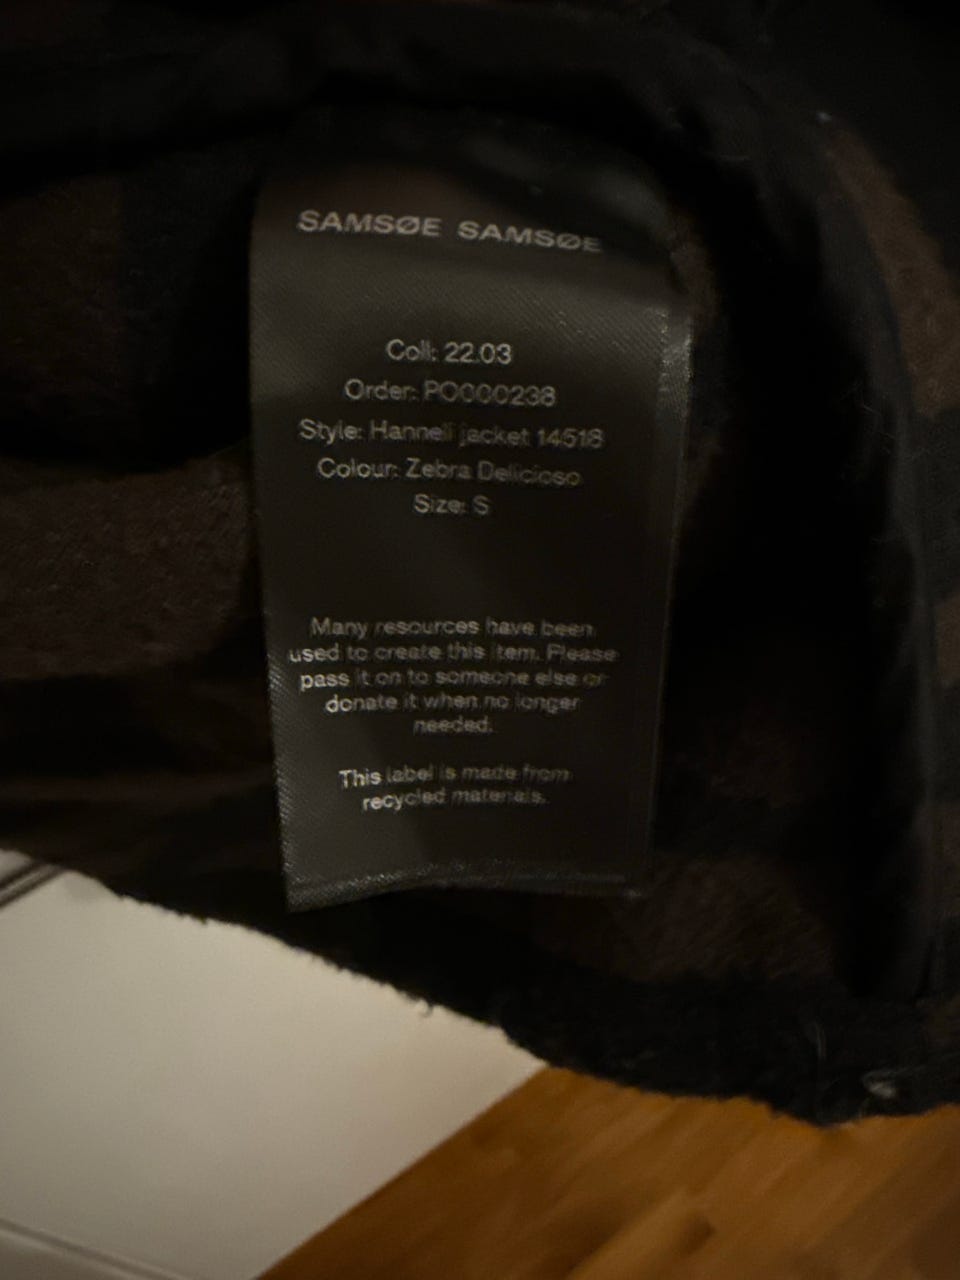 SAMSØE SAMSØE
Coll: 22.03
Order: PO000238
Style: Hanneli jacket 14518
Colour: Zebra Delicioso
Size: S
Many resources have been
used to create this item. Please
pass it on to someone else or
donate it when no longer
needed.
This label is made from
recycled materials.